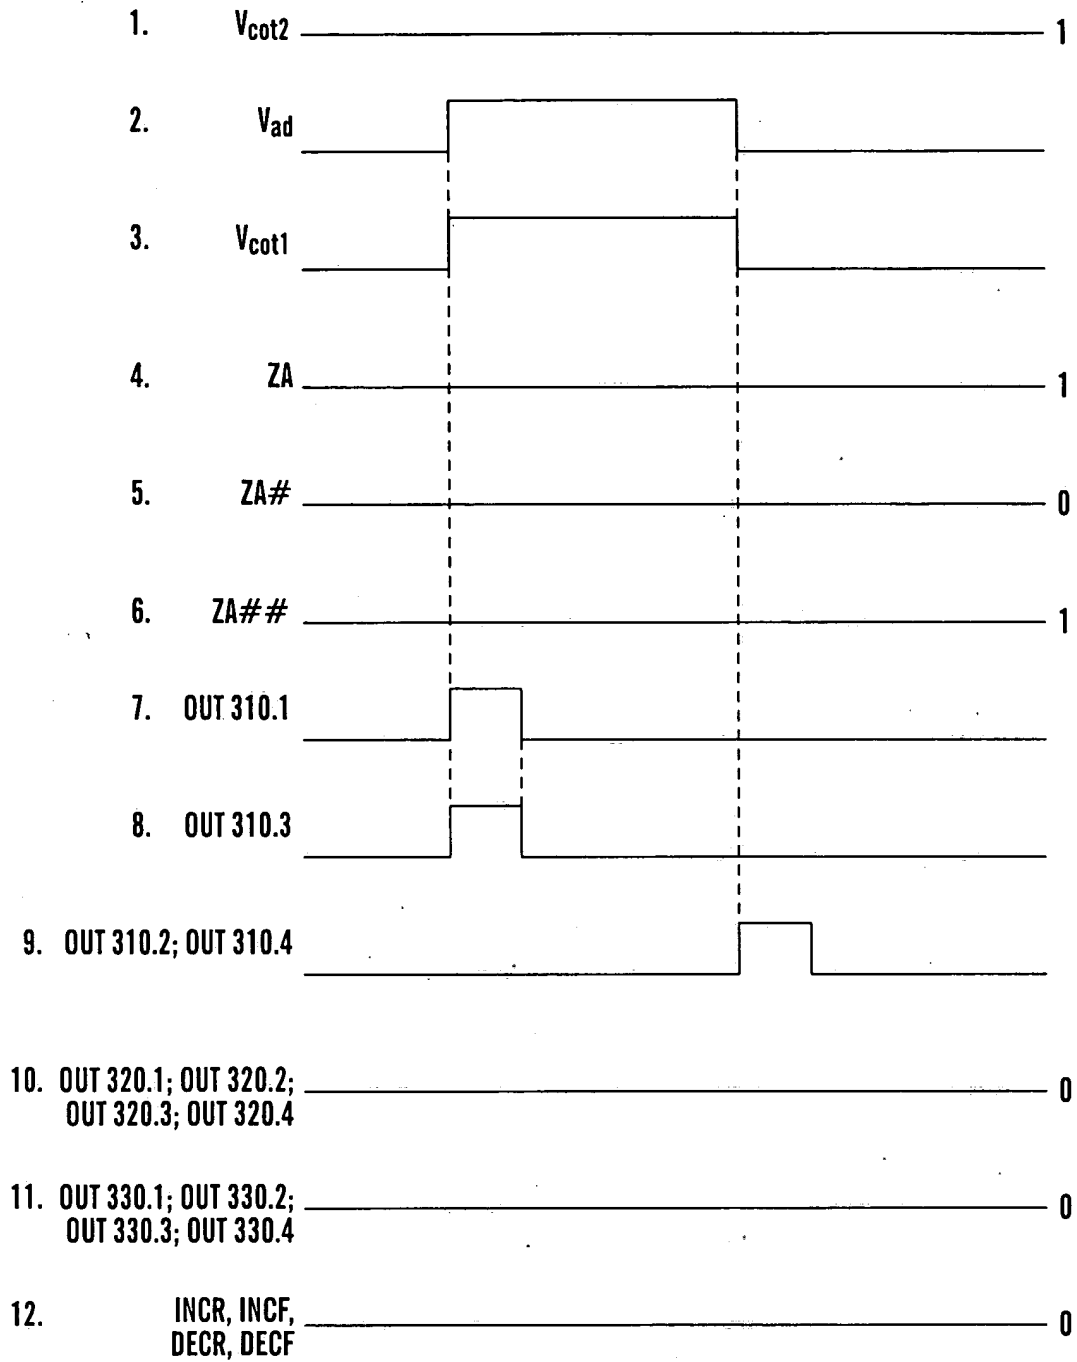 1. Vcot2 1
2. Vad
3. Vcot1
4. ZA 1
5. ZA# 0
6. ZA## 1
7. OUT 310.1
8. OUT 310.3
9. OUT 310.2; OUT 310.4
10. OUT 320.1; OUT 320.2; 0
OUT 320.3; OUT 320.4
11. OUT 330.1; OUT 330.2; 0
OUT 330.3; OUT 330.4
12. INCR, INCF, 0
DECR, DECF